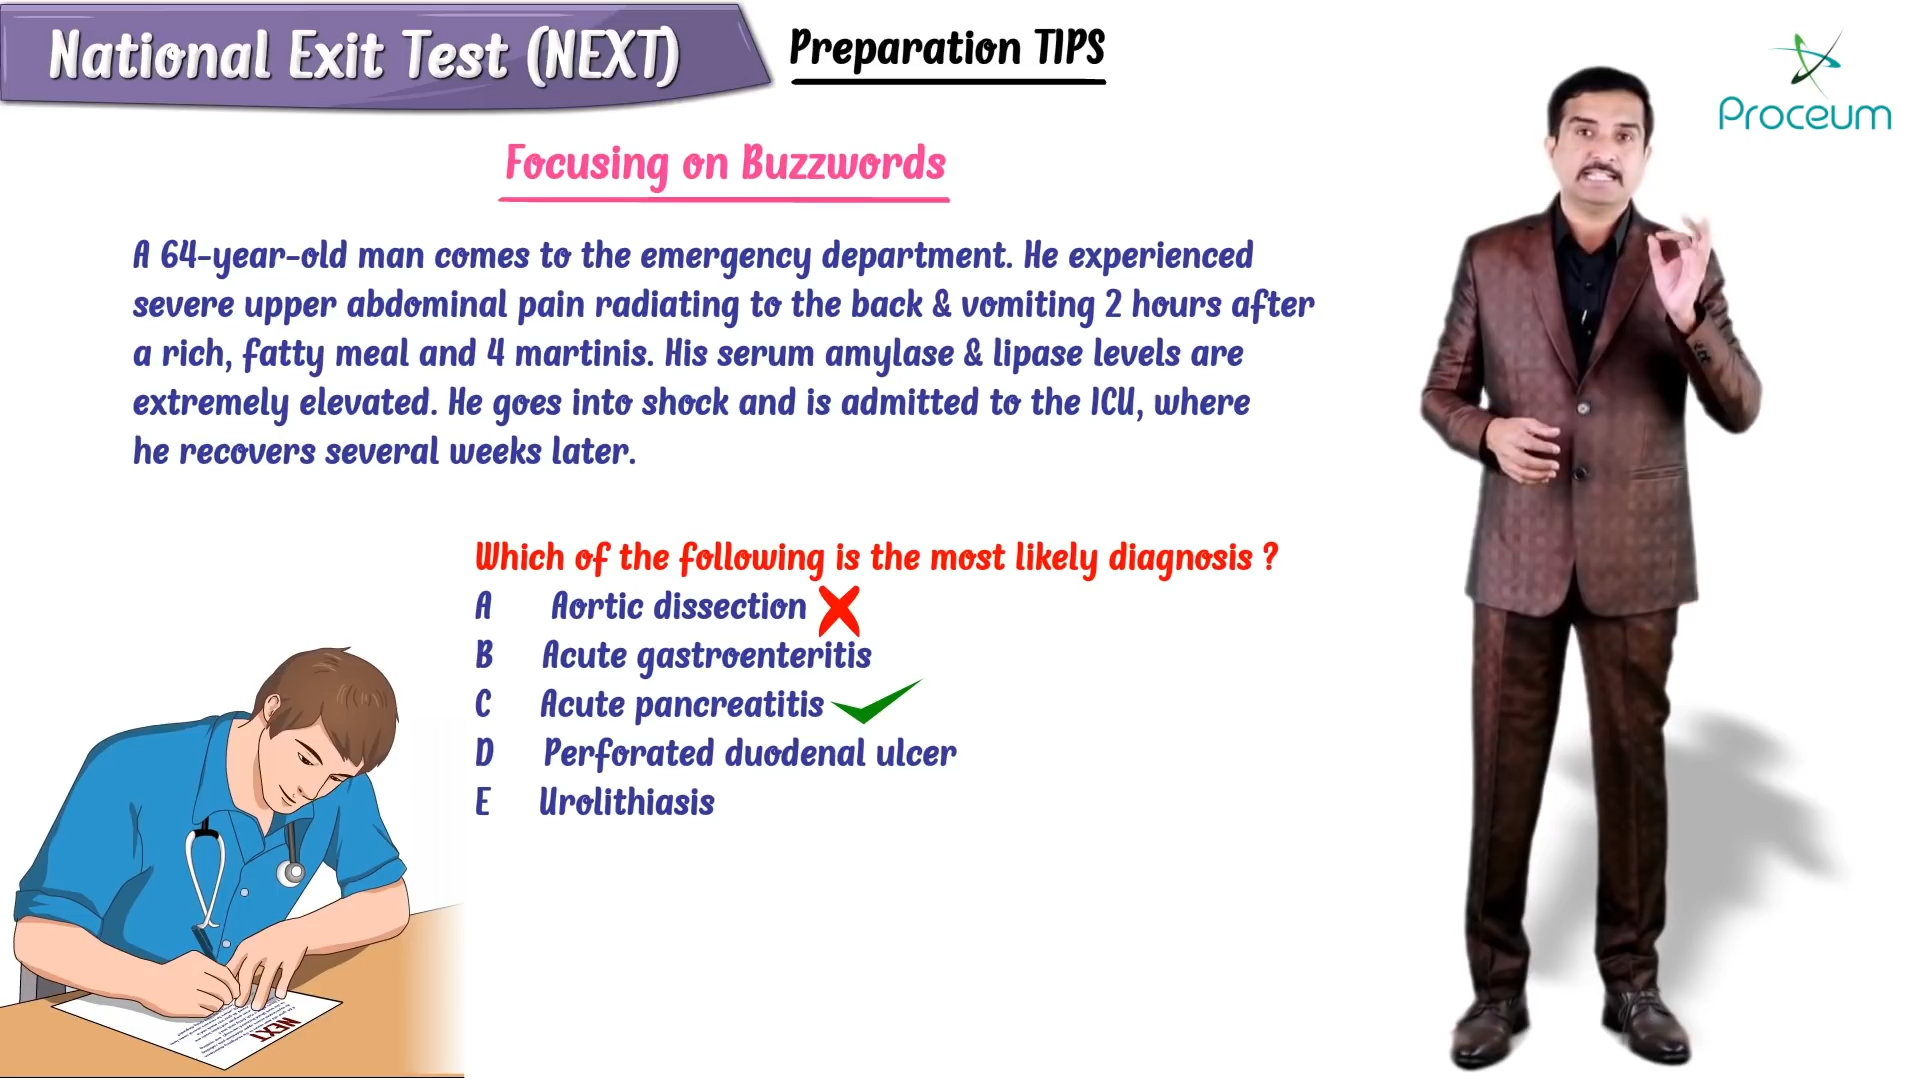 National Exit Test (NEXT)
Preparation TIPS
Proceum
Focusing on Buzzwords
A 64-year-old man comes to the emergency department. He experienced
severe upper abdominal pain radiating to the back & vomiting 2 hours after
a rich, fatty meal and 4 martinis. His serum amylase & lipase levels are
extremely elevated. He goes into shock and is admitted to the ICU, where
he recovers several weeks later.
Which of the following is the most likely diagnosis ?
A Aortic dissection
B Acute gastroenteritis
C Acute pancreatitis
D Perforated duodenal ulcer
E Urolithiasis
NEXT